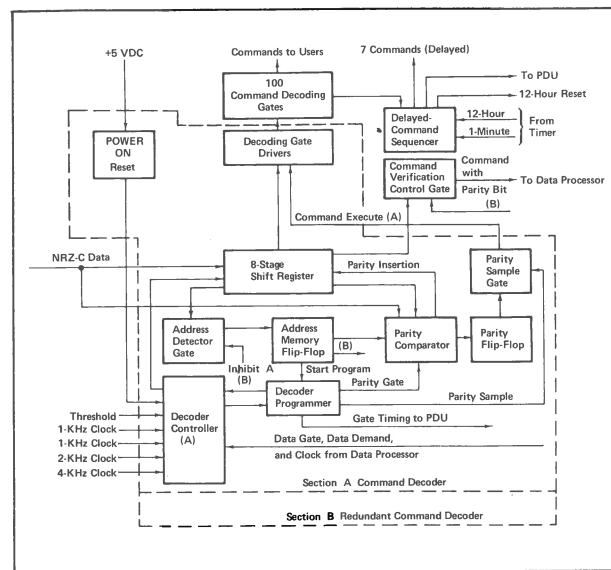 +5 VDC
Commands to Users
7 Commands (Delayed)
100
Command Decoding
Gates
To PDU
12-Hour Reset
Delayed-
Command
Sequencer
12-Hour
1-Minute
From
Timer
POWER
ON
Reset
Decoding Gate
Drivers
Command
Verification
Control Gate
Command
with
Parity Bit
(B)
To Data Processor
Command Execute (A)
NRZ-C Data
8-Stage
Shift Register
Parity Insertion
Parity
Sample
Gate
Address
Detector
Gate
Address
Memory
Flip-Flop
(B)
Parity
Comparator
Parity
Flip-Flop
Inhibit A
(B)
Start Program
Parity Gate
Parity Sample
Decoder
Controller
(A)
Decoder
Programmer
Gate Timing to PDU
Threshold
1-KHz Clock
1-KHz Clock
2-KHz Clock
4-KHz Clock
Data Gate, Data Demand,
and Clock from Data Processor
Section A Command Decoder
Section B Redundant Command Decoder